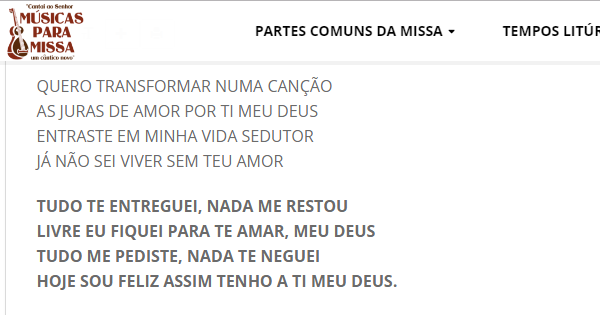 "Cantai ao Senhor
MÚSICAS
PARA
MISSA
um cântico novo"
PARTES COMUNS DA MISSA
TEMPOS LITÚR
QUERO TRANSFORMAR NUMA CANÇÃO
AS JURAS DE AMOR POR TI MEU DEUS
ENTRASTE EM MINHA VIDA SEDUTOR
JÁ NÃO SEI VIVER SEM TEU AMOR
TUDO TE ENTREGUEI, NADA ME RESTOU
LIVRE EU FIQUEI PARA TE AMAR, MEU DEUS
TUDO ME PEDISTE, NADA TE NEGUEI
HOJE SOU FELIZ ASSIM TENHO A TI MEU DEUS.